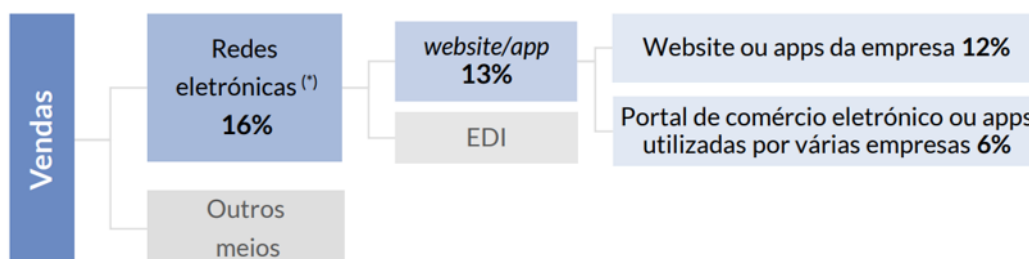 Vendas
Redes
eletrónicas (*)
16%
Outros
meios
website/app
13%
EDI
Website ou apps da empresa 12%
Portal de comércio eletrónico ou apps
utilizadas por várias empresas 6%